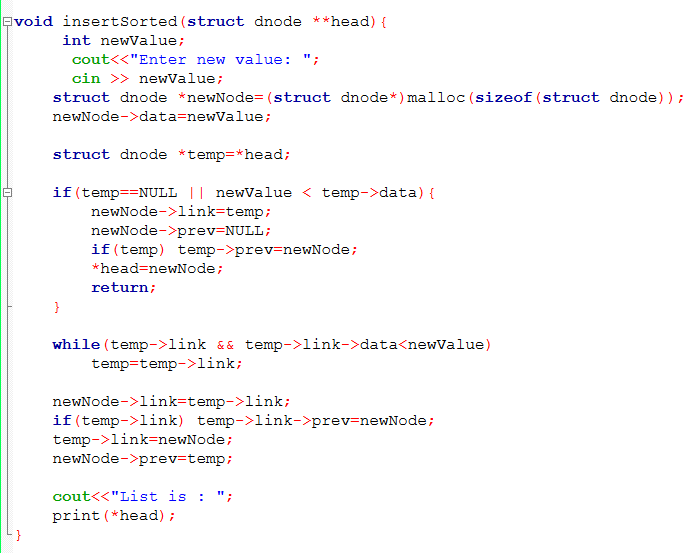 void insertSorted(struct dnode **head){
int newValue;
cout<<"Enter new value: ";
cin >> newValue;
struct dnode *newNode=(struct dnode*)malloc(sizeof(struct dnode));
newNode->data=newValue;
struct dnode *temp=*head;
if(temp==NULL || newValue < temp->data){
newNode->link=temp;
newNode->prev=NULL;
if(temp) temp->prev=newNode;
*head=newNode;
return;
}
while(temp->link && temp->link->data<newValue)
temp=temp->link;
newNode->link=temp->link;
if(temp->link) temp->link->prev=newNode;
temp->link=newNode;
newNode->prev=temp;
cout<<"List is : ";
print(*head);
}